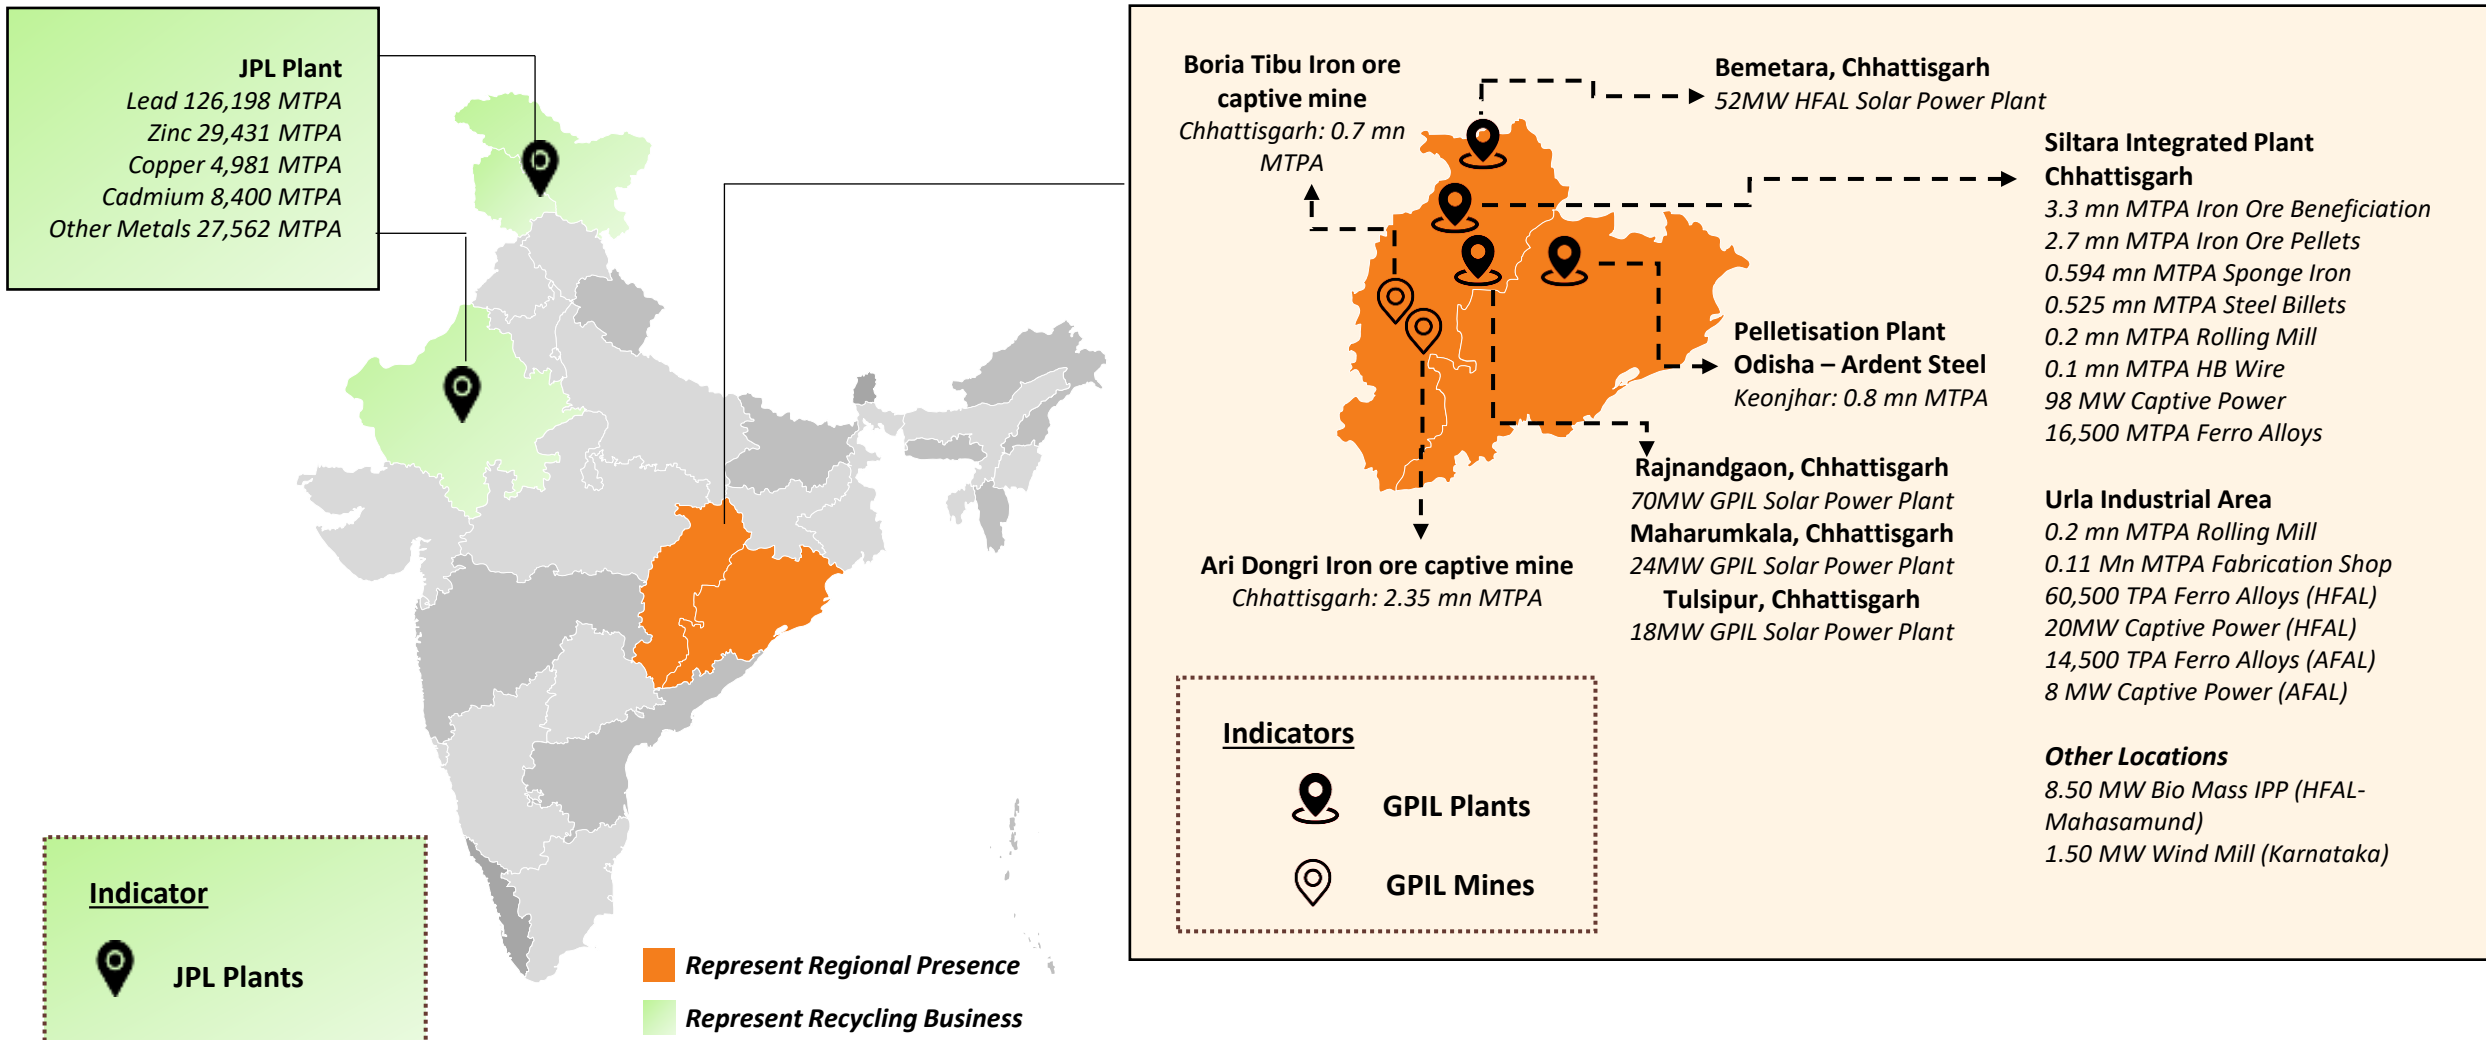 JPL Plant
Lead 126,198 MTPA
Zinc 29,431 MTPA
Copper 4,981 MTPA
Cadmium 8,400 MTPA
Other Metals 27,562 MTPA
Indicator
JPL Plants
Represent Regional Presence
Represent Recycling Business
Boria Tibu Iron ore
captive mine
Chhattisgarh: 0.7 mn
MTPA
Bemetara, Chhattisgarh
52MW HFAL Solar Power Plant
Siltara Integrated Plant
Chhattisgarh
3.3 mn MTPA Iron Ore Beneficiation
2.7 mn MTPA Iron Ore Pellets
0.594 mn MTPA Sponge Iron
0.525 mn MTPA Steel Billets
0.2 mn MTPA Rolling Mill
0.1 mn MTPA HB Wire
98 MW Captive Power
16,500 MTPA Ferro Alloys
Pelletisation Plant
Odisha – Ardent Steel
Keonjhar: 0.8 mn MTPA
Rajnandgaon, Chhattisgarh
70MW GPIL Solar Power Plant
Maharumkala, Chhattisgarh
24MW GPIL Solar Power Plant
Tulsipur, Chhattisgarh
18MW GPIL Solar Power Plant
Ari Dongri Iron ore captive mine
Chhattisgarh: 2.35 mn MTPA
Urla Industrial Area
0.2 mn MTPA Rolling Mill
0.11 Mn MTPA Fabrication Shop
60,500 TPA Ferro Alloys (HFAL)
20MW Captive Power (HFAL)
14,500 TPA Ferro Alloys (AFAL)
8 MW Captive Power (AFAL)
Other Locations
8.50 MW Bio Mass IPP (HFAL-
Mahasamund)
1.50 MW Wind Mill (Karnataka)
Indicators
GPIL Plants
GPIL Mines